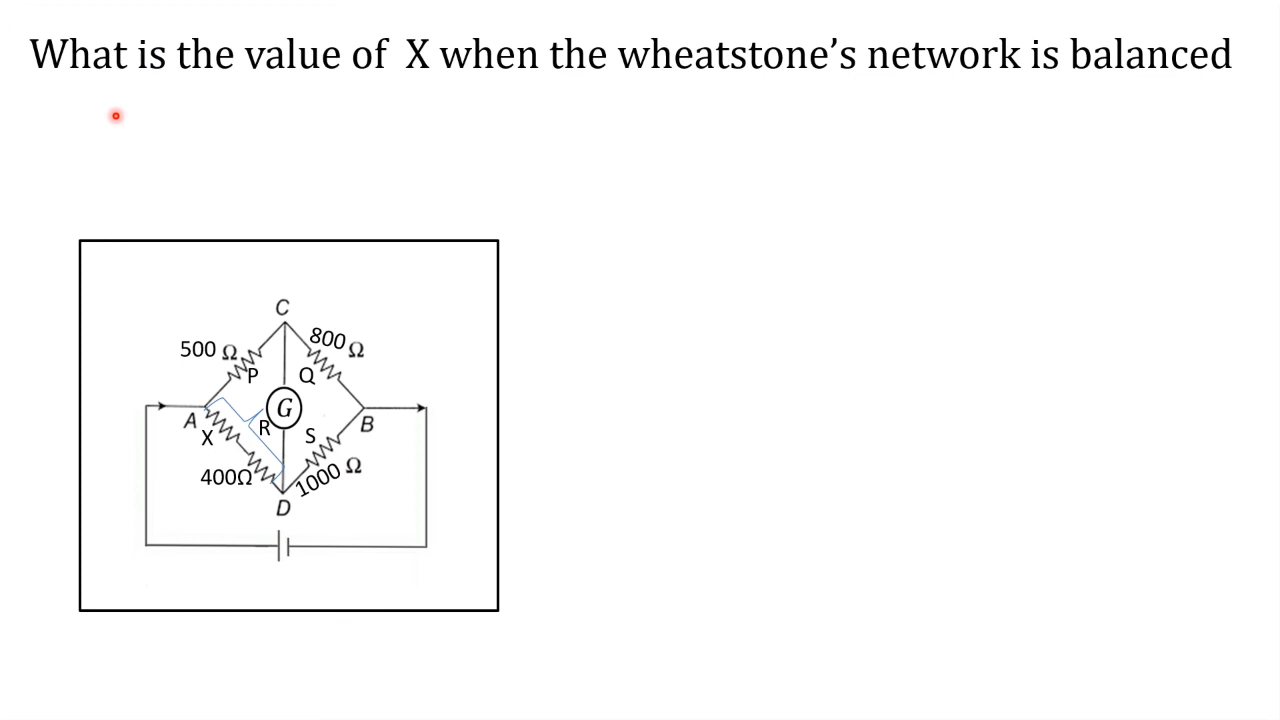 What is the value of X when the wheatstone’s network is balanced
C
500 Ω
800 Ω
P
Q
G
A
B
X
R
S
400Ω
1000 Ω
D